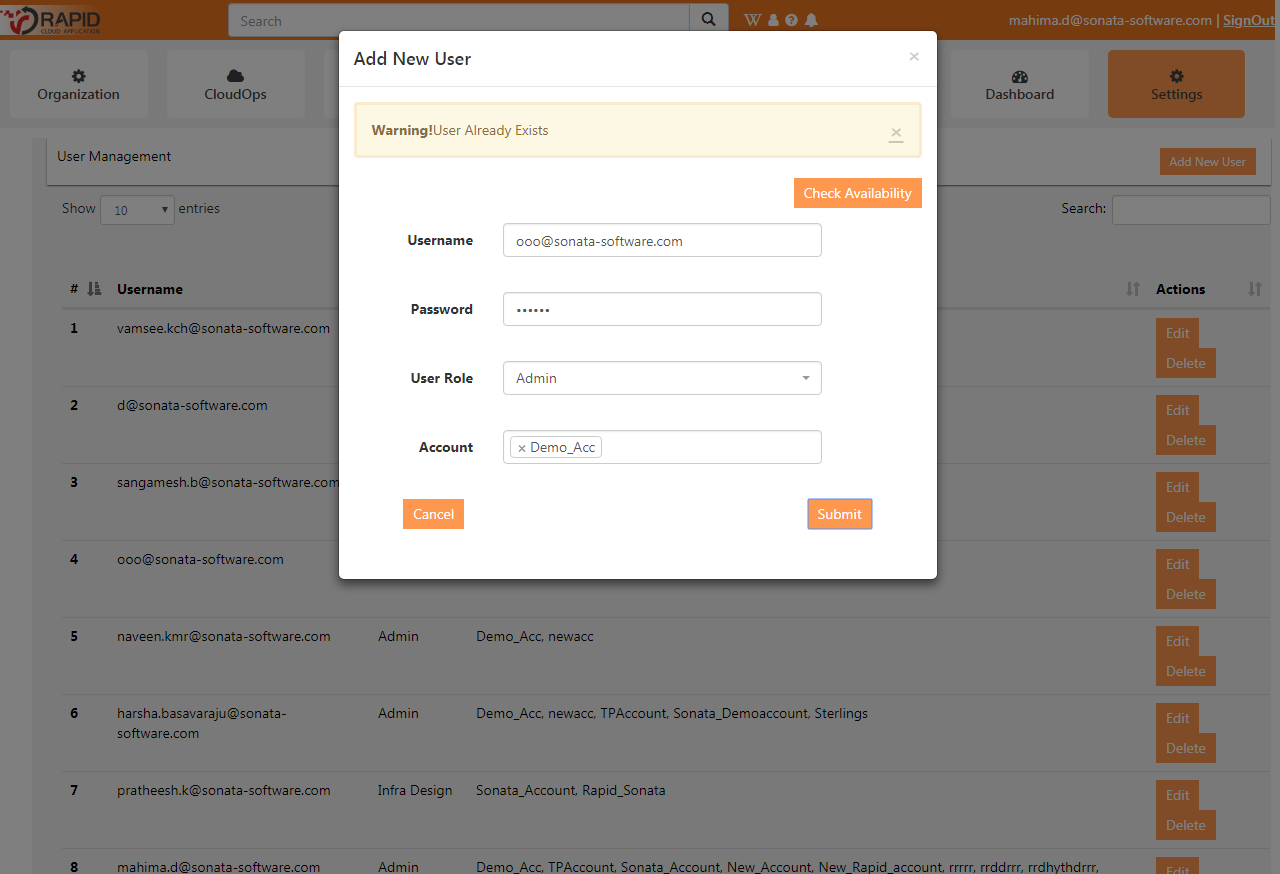 RAPID
CLOUD APPLICATION
Search
mahima.d@sonata-software.com | SignOut
Organization
CloudOps
Dashboard
Settings
Add New User
×
Warning!User Already Exists
×
Check Availability
Username
ooo@sonata-software.com
Password
••••••
User Role
Admin
Account
× Demo_Acc
Cancel
Submit
User Management
Add New User
Show 10 entries
Search:
# Username Actions
1 vamsee.kch@sonata-software.com Edit
Delete
2 d@sonata-software.com Edit
Delete
3 sangamesh.b@sonata-software.com Edit
Delete
4 ooo@sonata-software.com Edit
Delete
5 naveen.kmr@sonata-software.com Admin Demo_Acc, newacc Edit
Delete
6 harsha.basavaraju@sonata- Admin Demo_Acc, newacc, TPAccount, Sonata_Demoaccount, Sterlings Edit
software.com
Delete
7 pratheesh.k@sonata-software.com Infra Design Sonata_Account, Rapid_Sonata Edit
Delete
8 mahima.d@sonata-software.com Admin Demo_Acc, TPAccount, Sonata_Account, New_Account, New_Rapid_account, rrrrr, rrddrrr, rrdhythdrrr, Edit